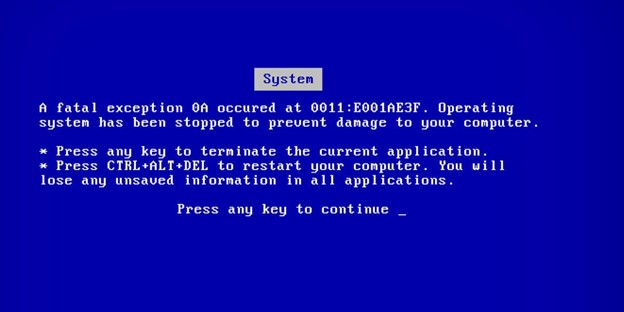 System
A fatal exception 0A occured at 0011:E001AE3F. Operating
system has been stopped to prevent damage to your computer.
* Press any key to terminate the current application.
* Press CTRL+ALT+DEL to restart your computer. You will
lose any unsaved information in all applications.
Press any key to continue _